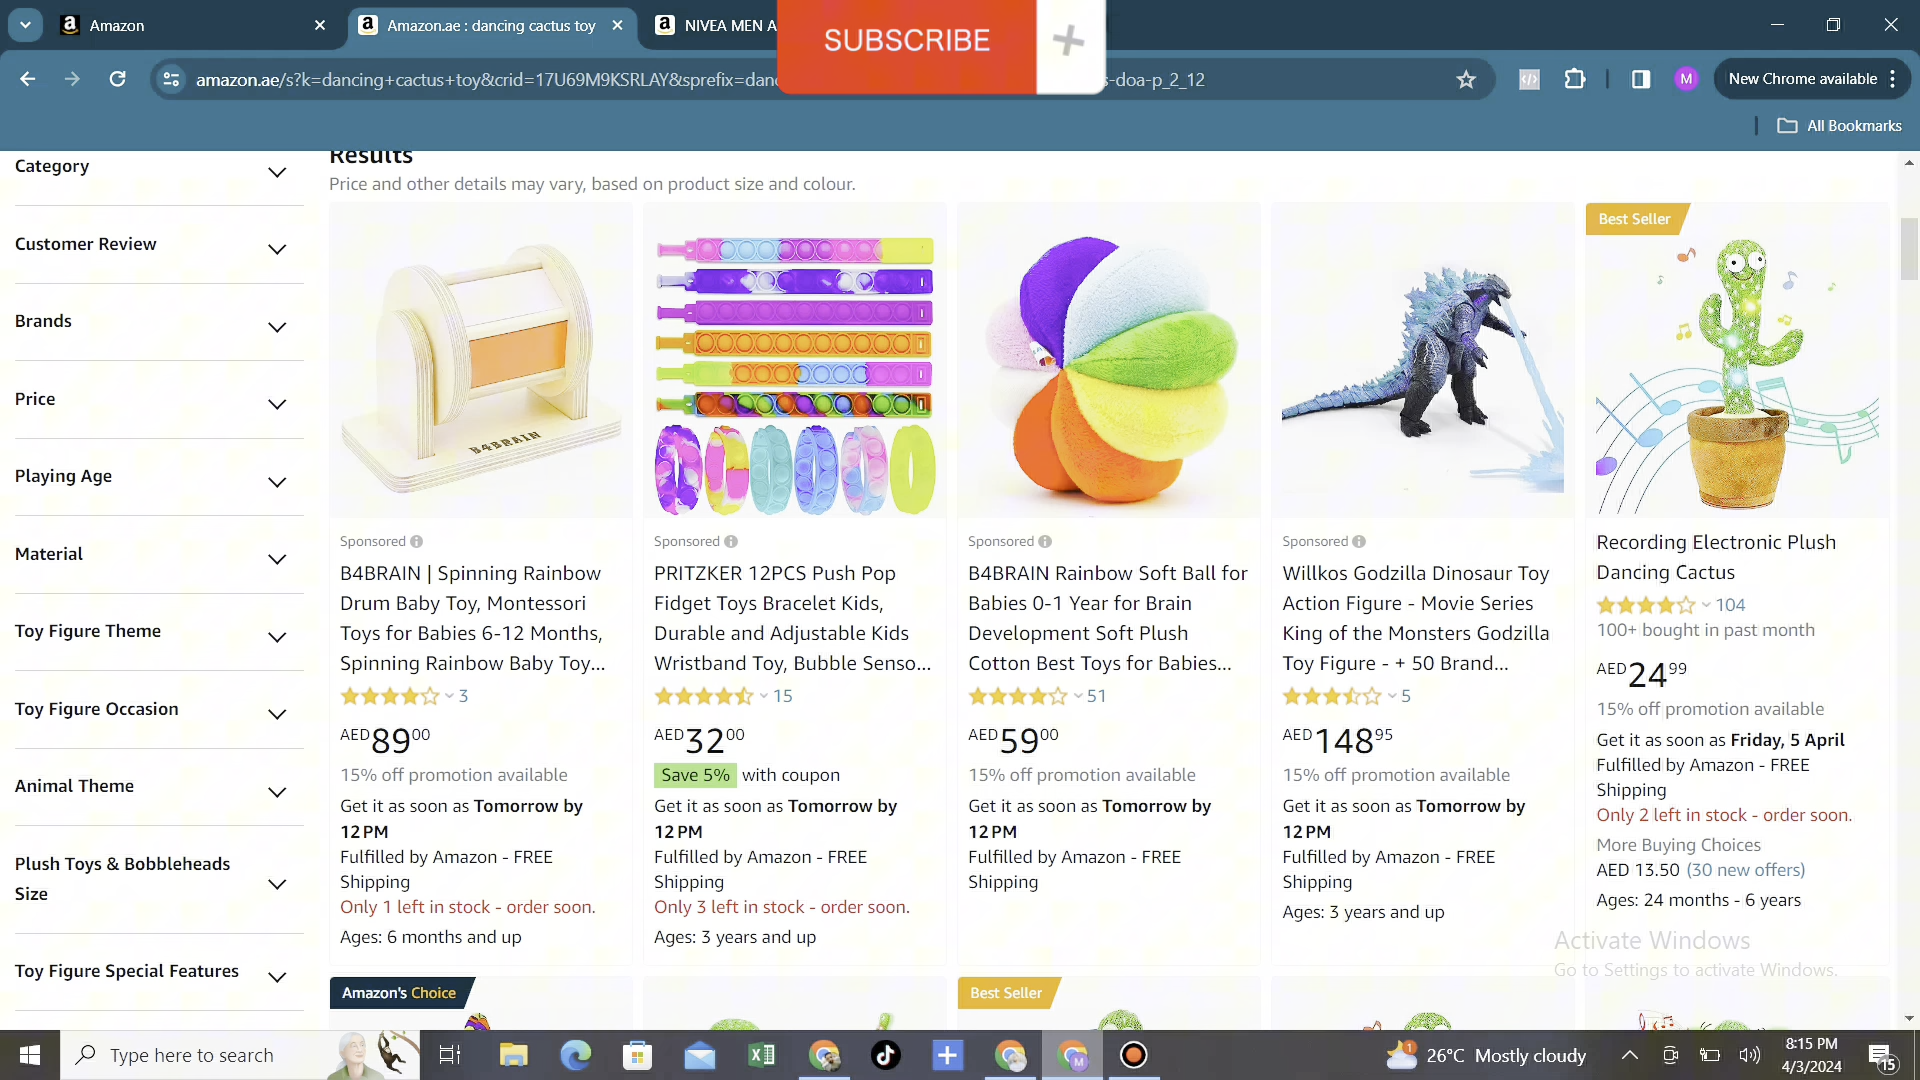 Amazon
Amazon.ae : dancing cactus toy
NIVEA MEN A
SUBSCRIBE
amazon.ae/s?k=dancing+cactus+toy&crid=17U69M9KSRLAY&sprefix=dan
-doa-p_2_12
M
New Chrome available
All Bookmarks
Category
Customer Review
Brands
Price
Playing Age
Material
Toy Figure Theme
Toy Figure Occasion
Animal Theme
Plush Toys & Bobbleheads
Size
Toy Figure Special Features
Results
Price and other details may vary, based on product size and colour.
B4BRAIN
Sponsored
B4BRAIN | Spinning Rainbow
Drum Baby Toy, Montessori
Toys for Babies 6-12 Months,
Spinning Rainbow Baby Toy...
3
AED 89 00
15% off promotion available
Get it as soon as Tomorrow by
12 PM
Fulfilled by Amazon - FREE
Shipping
Only 1 left in stock - order soon.
Ages: 6 months and up
Sponsored
PRITZKER 12PCS Push Pop
Fidget Toys Bracelet Kids,
Durable and Adjustable Kids
Wristband Toy, Bubble Senso...
15
AED 32 00
Save 5% with coupon
Get it as soon as Tomorrow by
12 PM
Fulfilled by Amazon - FREE
Shipping
Only 3 left in stock - order soon.
Ages: 3 years and up
Sponsored
B4BRAIN Rainbow Soft Ball for
Babies 0-1 Year for Brain
Development Soft Plush
Cotton Best Toys for Babies...
51
AED 59 00
15% off promotion available
Get it as soon as Tomorrow by
12 PM
Fulfilled by Amazon - FREE
Shipping
Sponsored
Willkos Godzilla Dinosaur Toy
Action Figure - Movie Series
King of the Monsters Godzilla
Toy Figure - + 50 Brand...
5
AED 148 95
15% off promotion available
Get it as soon as Tomorrow by
12 PM
Fulfilled by Amazon - FREE
Shipping
Ages: 3 years and up
Best Seller
Recording Electronic Plush
Dancing Cactus
104
100+ bought in past month
AED 24 99
15% off promotion available
Get it as soon as Friday, 5 April
Fulfilled by Amazon - FREE
Shipping
Only 2 left in stock - order soon.
More Buying Choices
AED 13.50 (30 new offers)
Ages: 24 months - 6 years
Activate Windows
Go to Settings to activate Windows.
Amazon's Choice
Best Seller
Type here to search
1
26°C Mostly cloudy
8:15 PM
4/3/2024
15